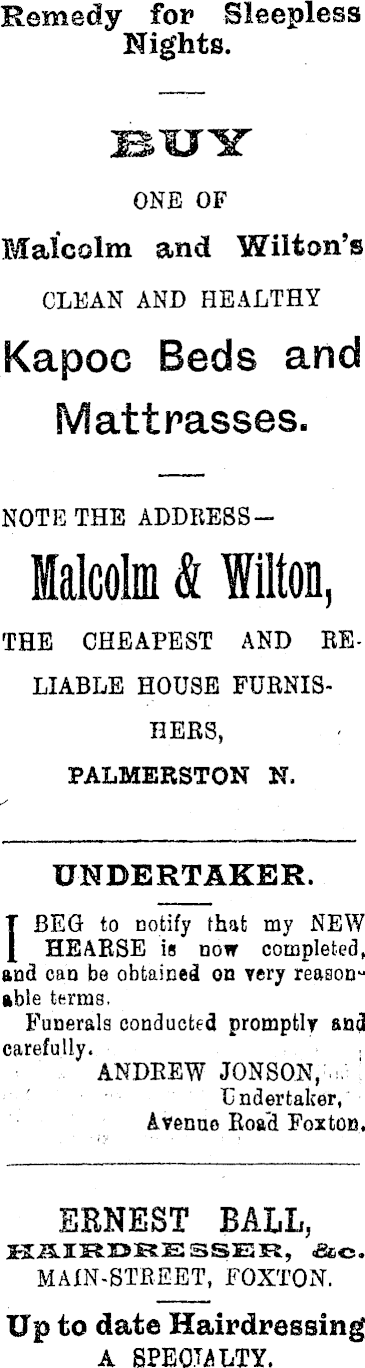 Remedy for Sleepless
Nights.
BUY
ONE OF
Malcolm and Wilton's
CLEAN AND HEALTHY
Kapoc Beds and
Mattrasses.
NOTE THE ADDRESS—
Malcolm & Wilton,
THE CHEAPEST AND RE-
LIABLE HOUSE FURNIS-
HERS,
PALMERSTON N.
UNDERTAKER.
I BEG to notify that my NEW
HEARSE is now completed,
and can be obtained on very reason-
able terms.
Funerals conducted promptly and
carefully.
ANDREW JONSON,
Undertaker,
Avenue Road Foxton.
ERNEST BALL,
HAIRDRESSER, &c.
MAIN-STREET, FOXTON.
Up to date Hairdressing
A SPECIALTY.